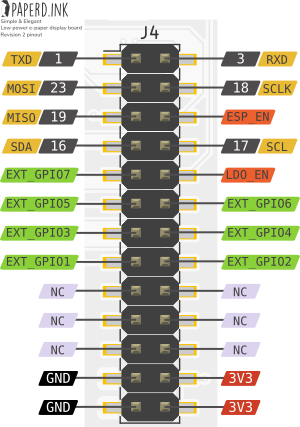 PAPERD.INK
Simple & Elegant
Low power e-paper display board
Revision 2 pinout
J4
TXD 1 3 RXD
MOSI 23 18 SCLK
MISO 19 ESP_EN
SDA 16 17 SCL
EXT_GPIO7 LDO_EN
EXT_GPIO5 EXT_GPIO6
EXT_GPIO3 EXT_GPIO4
EXT_GPIO1 EXT_GPIO2
NC NC
NC NC
NC NC
GND 3V3
GND 3V3